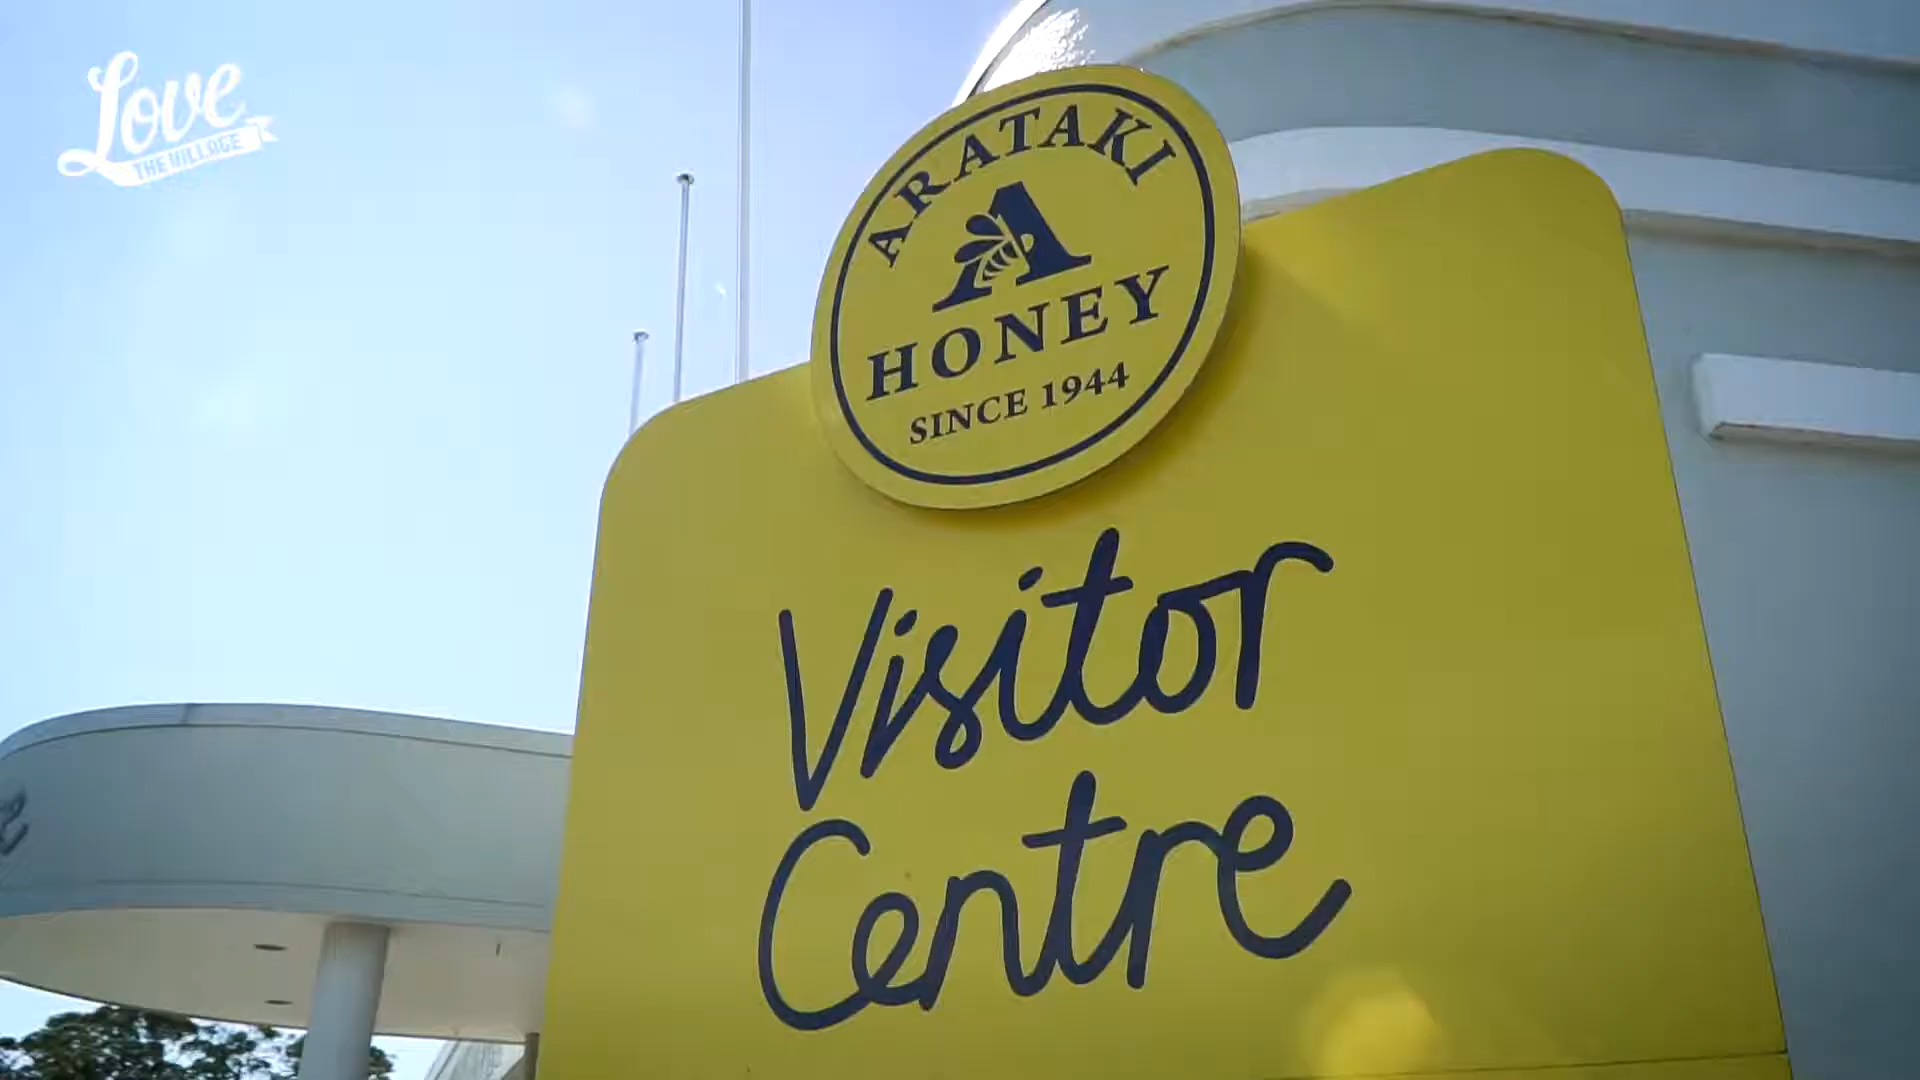 Love
THE VILLAGE
ARATAKI
A
HONEY
SINCE 1944
Visitor
Centre